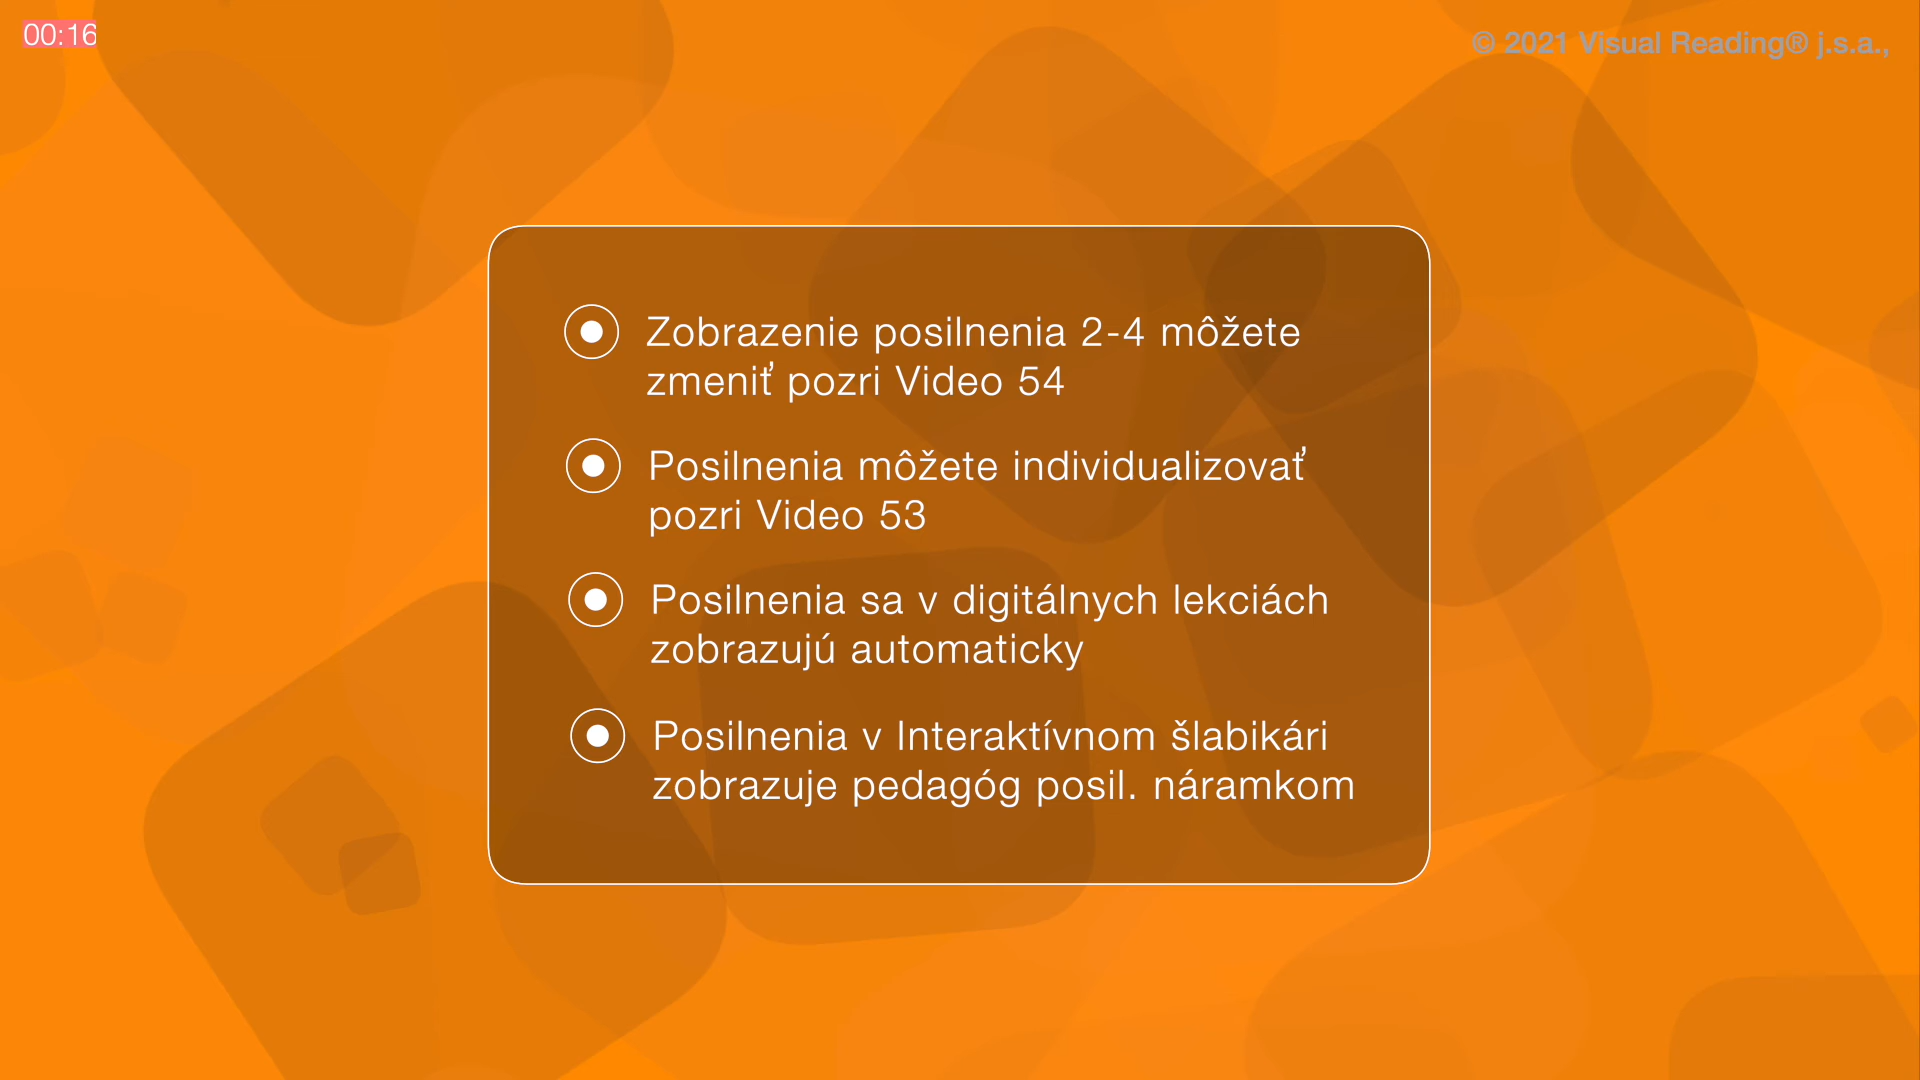 00:16
© 2021 Visual Reading® j.s.a.,
Zobrazenie posilnenia 2-4 môžete
zmeniť pozri Video 54
Posilnenia môžete individualizovať
pozri Video 53
Posilnenia sa v digitálnych lekciách
zobrazujú automaticky
Posilnenia v Interaktívnom šlabikári
zobrazuje pedagóg posil. náramkom